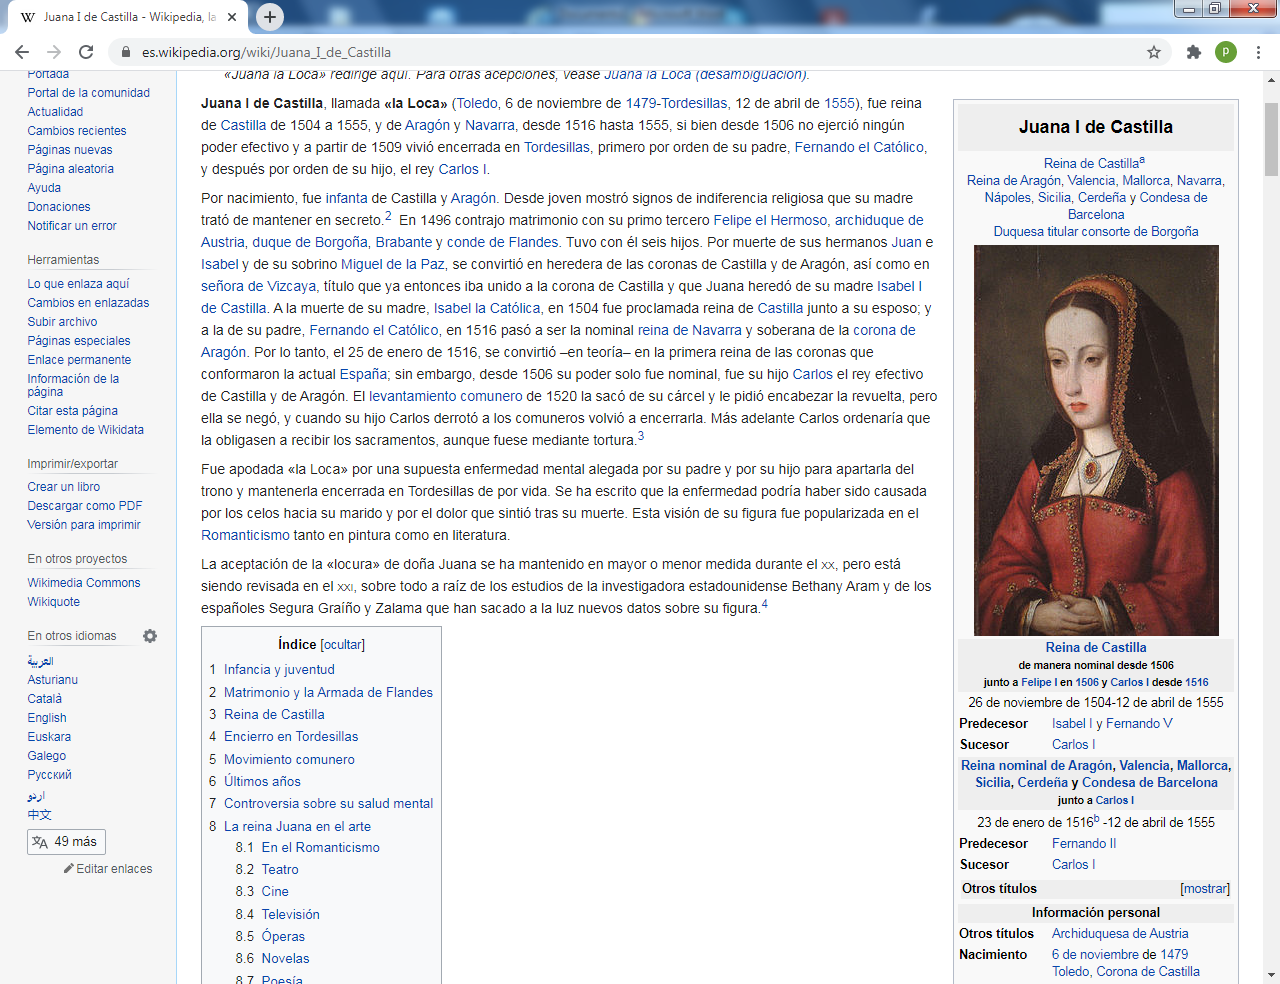 Juana I de Castilla - Wikipedia, la
es.wikipedia.org/wiki/Juana_I_de_Castilla
p
«Juana la Loca» redirige aquí. Para otras acepciones, véase Juana la Loca (desambiguación).
Portada
Portal de la comunidad
Actualidad
Cambios recientes
Páginas nuevas
Página aleatoria
Ayuda
Donaciones
Notificar un error
Herramientas
Lo que enlaza aquí
Cambios en enlazadas
Subir archivo
Páginas especiales
Enlace permanente
Información de la
página
Citar esta página
Elemento de Wikidata
Imprimir/exportar
Crear un libro
Descargar como PDF
Versión para imprimir
En otros proyectos
Wikimedia Commons
Wikiquote
En otros idiomas
العربية
Asturianu
Català
English
Euskara
Galego
Русский
اردو
中文
49 más
Editar enlaces
Juana I de Castilla, llamada «la Loca» (Toledo, 6 de noviembre de 1479-Tordesillas, 12 de abril de 1555), fue reina
de Castilla de 1504 a 1555, y de Aragón y Navarra, desde 1516 hasta 1555, si bien desde 1506 no ejerció ningún
poder efectivo y a partir de 1509 vivió encerrada en Tordesillas, primero por orden de su padre, Fernando el Católico,
y después por orden de su hijo, el rey Carlos I.
Por nacimiento, fue infanta de Castilla y Aragón. Desde joven mostró signos de indiferencia religiosa que su madre
trató de mantener en secreto.2 En 1496 contrajo matrimonio con su primo tercero Felipe el Hermoso, archiduque de
Austria, duque de Borgoña, Brabante y conde de Flandes. Tuvo con él seis hijos. Por muerte de sus hermanos Juan e
Isabel y de su sobrino Miguel de la Paz, se convirtió en heredera de las coronas de Castilla y de Aragón, así como en
señora de Vizcaya, título que ya entonces iba unido a la corona de Castilla y que Juana heredó de su madre Isabel I
de Castilla. A la muerte de su madre, Isabel la Católica, en 1504 fue proclamada reina de Castilla junto a su esposo; y
a la de su padre, Fernando el Católico, en 1516 pasó a ser la nominal reina de Navarra y soberana de la corona de
Aragón. Por lo tanto, el 25 de enero de 1516, se convirtió –en teoría– en la primera reina de las coronas que
conformaron la actual España; sin embargo, desde 1506 su poder solo fue nominal, fue su hijo Carlos el rey efectivo
de Castilla y de Aragón. El levantamiento comunero de 1520 la sacó de su cárcel y le pidió encabezar la revuelta, pero
ella se negó, y cuando su hijo Carlos derrotó a los comuneros volvió a encerrarla. Más adelante Carlos ordenaría que
la obligasen a recibir los sacramentos, aunque fuese mediante tortura.3
Fue apodada «la Loca» por una supuesta enfermedad mental alegada por su padre y por su hijo para apartarla del
trono y mantenerla encerrada en Tordesillas de por vida. Se ha escrito que la enfermedad podría haber sido causada
por los celos hacia su marido y por el dolor que sintió tras su muerte. Esta visión de su figura fue popularizada en el
Romanticismo tanto en pintura como en literatura.
La aceptación de la «locura» de doña Juana se ha mantenido en mayor o menor medida durante el XX, pero está
siendo revisada en el XXI, sobre todo a raíz de los estudios de la investigadora estadounidense Bethany Aram y de los
españoles Segura Graíño y Zalama que han sacado a la luz nuevos datos sobre su figura.4
Índice [ocultar]
1 Infancia y juventud
2 Matrimonio y la Armada de Flandes
3 Reina de Castilla
4 Encierro en Tordesillas
5 Movimiento comunero
6 Últimos años
7 Controversia sobre su salud mental
8 La reina Juana en el arte
8.1 En el Romanticismo
8.2 Teatro
8.3 Cine
8.4 Televisión
8.5 Óperas
8.6 Novelas
8.7 Poesía
Juana I de Castilla
Reina de Castillaa
Reina de Aragón, Valencia, Mallorca, Navarra,
Nápoles, Sicilia, Cerdeña y Condesa de
Barcelona
Duquesa titular consorte de Borgoña
Reina de Castilla
de manera nominal desde 1506
junto a Felipe I en 1506 y Carlos I desde 1516
26 de noviembre de 1504-12 de abril de 1555
Predecesor Isabel I y Fernando V
Sucesor Carlos I
Reina nominal de Aragón, Valencia, Mallorca,
Sicilia, Cerdeña y Condesa de Barcelona
junto a Carlos I
23 de enero de 1516b -12 de abril de 1555
Predecesor Fernando II
Sucesor Carlos I
Otros títulos [mostrar]
Información personal
Otros títulos Archiduquesa de Austria
Nacimiento 6 de noviembre de 1479
Toledo, Corona de Castilla